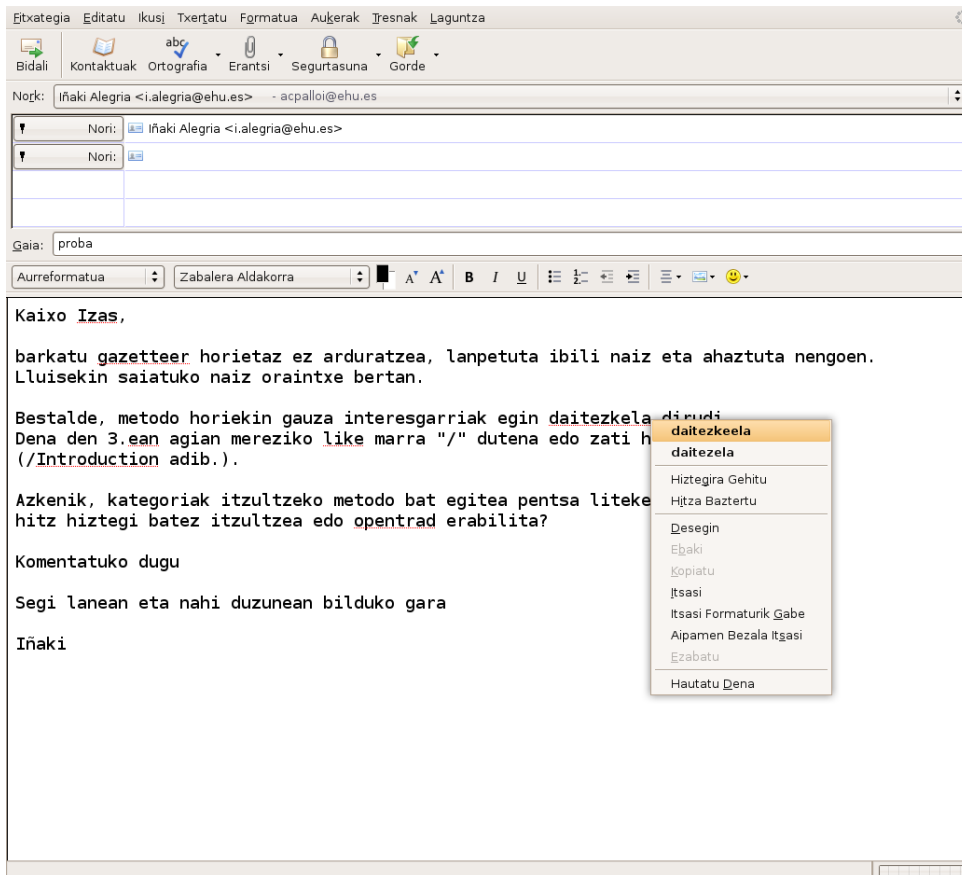 Fitxategia Editatu Ikusi Txertatu Formatua Aukerak Tresnak Laguntza
Bidali Kontaktuak Ortografia Erantsi Segurtasuna Gorde
Nork: Iñaki Alegria <i.alegria@ehu.es> - acpalloi@ehu.es
Nori: Iñaki Alegria <i.alegria@ehu.es>
Nori:
Gaia: proba
Aurreformatua Zabalera Aldakorra A A B I U
Kaixo Izas,
barkatu gazetteer horietaz ez arduratzea, lanpetuta ibili naiz eta ahaztuta nengoen.
Lluisekin saiatuko naiz oraintxe bertan.
Bestalde, metodo horiekin gauza interesgarriak egin daitezkela dirudi
Dena den 3.ean agian mereziko like marra "/" dutena edo zati h
(/Introduction adib.).
Azkenik, kategoriak itzultzeko metodo bat egitea pentsa liteke
hitz hiztegi batez itzultzea edo opentrad erabilita?
Komentatuko dugu
Segi lanean eta nahi duzunean bilduko gara
Iñaki
daitezkeela
daitezela
Hiztegira Gehitu
Hitza Baztertu
Desegin
Ebaki
Kopiatu
Itsasi
Itsasi Formaturik Gabe
Aipamen Bezala Itsasi
Ezabatu
Hautatu Dena